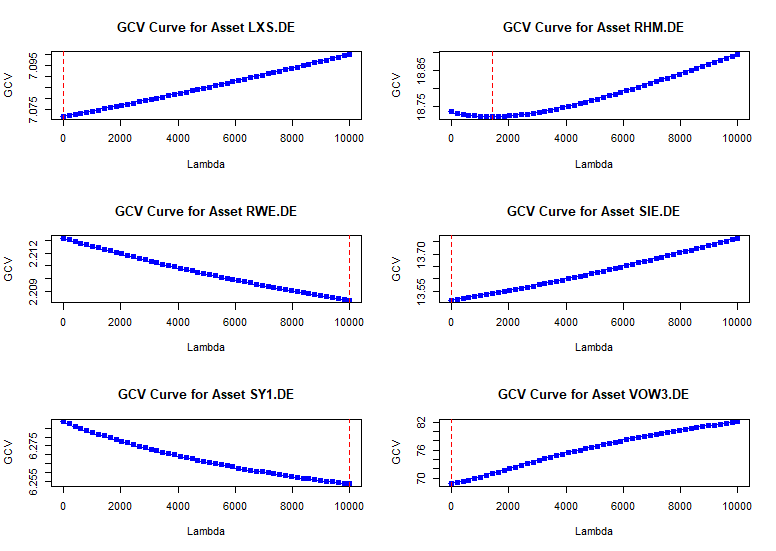 GCV Curve for Asset LXS.DE
GCV
7.095
7.075
0 2000 4000 6000 8000 10000
Lambda
GCV Curve for Asset RHM.DE
GCV
18.85
18.75
0 2000 4000 6000 8000 10000
Lambda
GCV Curve for Asset RWE.DE
GCV
2.212
2.209
0 2000 4000 6000 8000 10000
Lambda
GCV Curve for Asset SIE.DE
GCV
13.70
13.55
0 2000 4000 6000 8000 10000
Lambda
GCV Curve for Asset SY1.DE
GCV
6.275
6.255
0 2000 4000 6000 8000 10000
Lambda
GCV Curve for Asset VOW3.DE
GCV
82
76
70
0 2000 4000 6000 8000 10000
Lambda